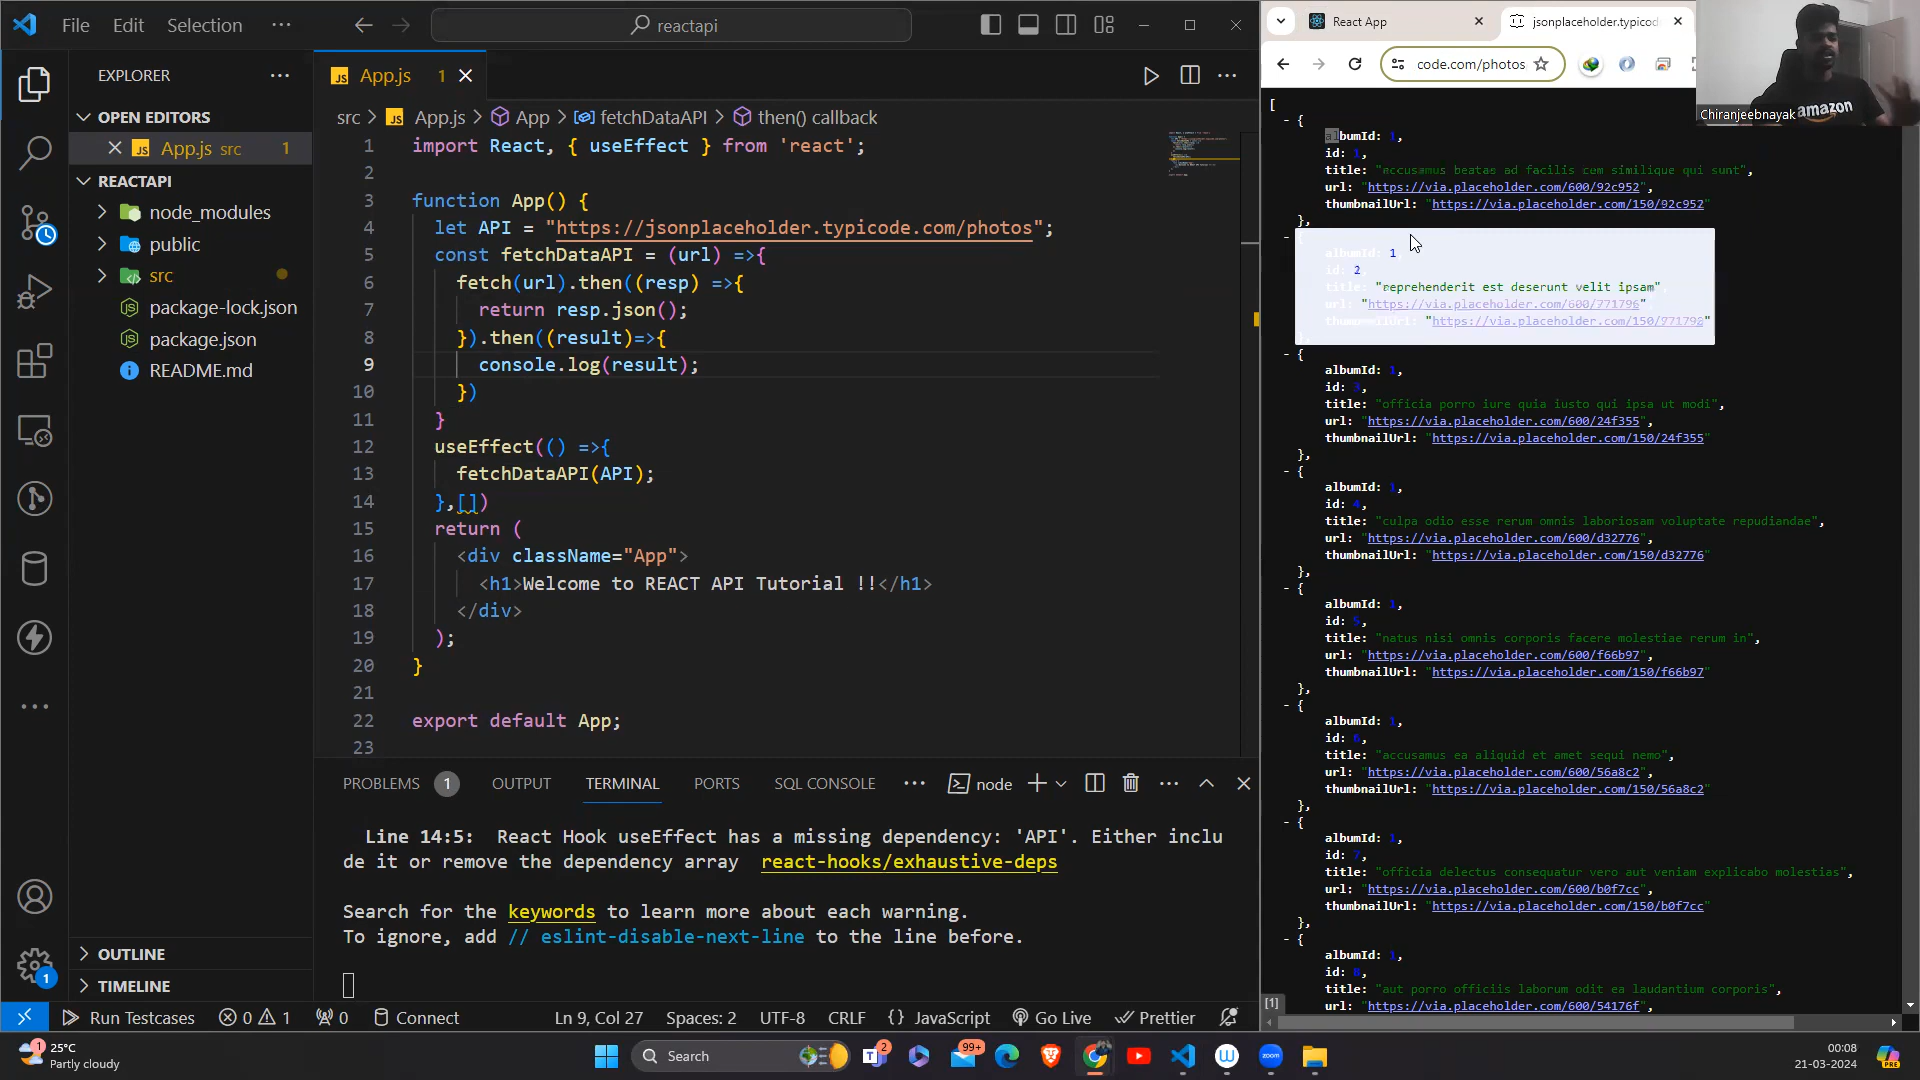 File Edit Selection ···
reactapi
EXPLORER
OPEN EDITORS
App.js src 1
REACTAPI
node_modules
public
src
package-lock.json
package.json
README.md
OUTLINE
TIMELINE
1
App.js 1
src > App.js > App > fetchDataAPI > then() callback
1 import React, { useEffect } from 'react';
2
3 function App() {
4 let API = "https://jsonplaceholder.typicode.com/photos";
5 const fetchDataAPI = (url) =>{
6 fetch(url).then((resp) =>{
7 return resp.json();
8 }).then((result)=>{
9 console.log(result);
10 })
11 }
12 useEffect(() =>{
13 fetchDataAPI(API);
14 },[])
15 return (
16 <div className="App">
17 <h1>Welcome to REACT API Tutorial !!</h1>
18 </div>
19 );
20 }
21
22 export default App;
23
PROBLEMS 1 OUTPUT TERMINAL PORTS SQL CONSOLE ··· node
Line 14:5: React Hook useEffect has a missing dependency: 'API'. Either inclu
de it or remove the dependency array react-hooks/exhaustive-deps
Search for the keywords to learn more about each warning.
To ignore, add // eslint-disable-next-line to the line before.
Run Testcases 0 1 0 Connect Ln 9, Col 27 Spaces: 2 UTF-8 CRLF {} JavaScript Go Live Prettier
React App
jsonplaceholder.typicod
code.com/photos
amazon
Chiranjeebnayak
[
- {
albumId: 1,
id: 1,
title: "accusamus beatae ad facilis cum similique qui sunt",
url: "https://via.placeholder.com/600/92c952",
thumbnailUrl: "https://via.placeholder.com/150/92c952"
},
albumId: 1,
id: 2,
title: "reprehenderit est deserunt velit ipsam"
url: "https://via.placeholder.com/600/771796"
thumbnailUrl: "https://via.placeholder.com/150/771796"
- {
albumId: 1,
id: 3,
title: "officia porro iure quia iusto qui ipsa ut modi",
url: "https://via.placeholder.com/600/24f355",
thumbnailUrl: "https://via.placeholder.com/150/24f355"
},
- {
albumId: 1,
id: 4,
title: "culpa odio esse rerum omnis laboriosam voluptate repudiandae",
url: "https://via.placeholder.com/600/d32776",
thumbnailUrl: "https://via.placeholder.com/150/d32776"
},
- {
albumId: 1,
id: 5,
title: "natus nisi omnis corporis facere molestiae rerum in",
url: "https://via.placeholder.com/600/f66b97",
thumbnailUrl: "https://via.placeholder.com/150/f66b97"
},
- {
albumId: 1,
id: 6,
title: "accusamus ea aliquid et amet sequi nemo",
url: "https://via.placeholder.com/600/56a8c2",
thumbnailUrl: "https://via.placeholder.com/150/56a8c2"
},
- {
albumId: 1,
id: 7,
title: "officia delectus consequatur vero aut veniam explicabo molestias",
url: "https://via.placeholder.com/600/b0f7cc",
thumbnailUrl: "https://via.placeholder.com/150/b0f7cc"
},
- {
albumId: 1,
id: 8,
title: "aut porro officiis laborum odit ea laudantium corporis",
url: "https://via.placeholder.com/600/54176f",
[1]
1
25°C
Partly cloudy
Search
2
99+
zoom
00:08
21-03-2024
PRE